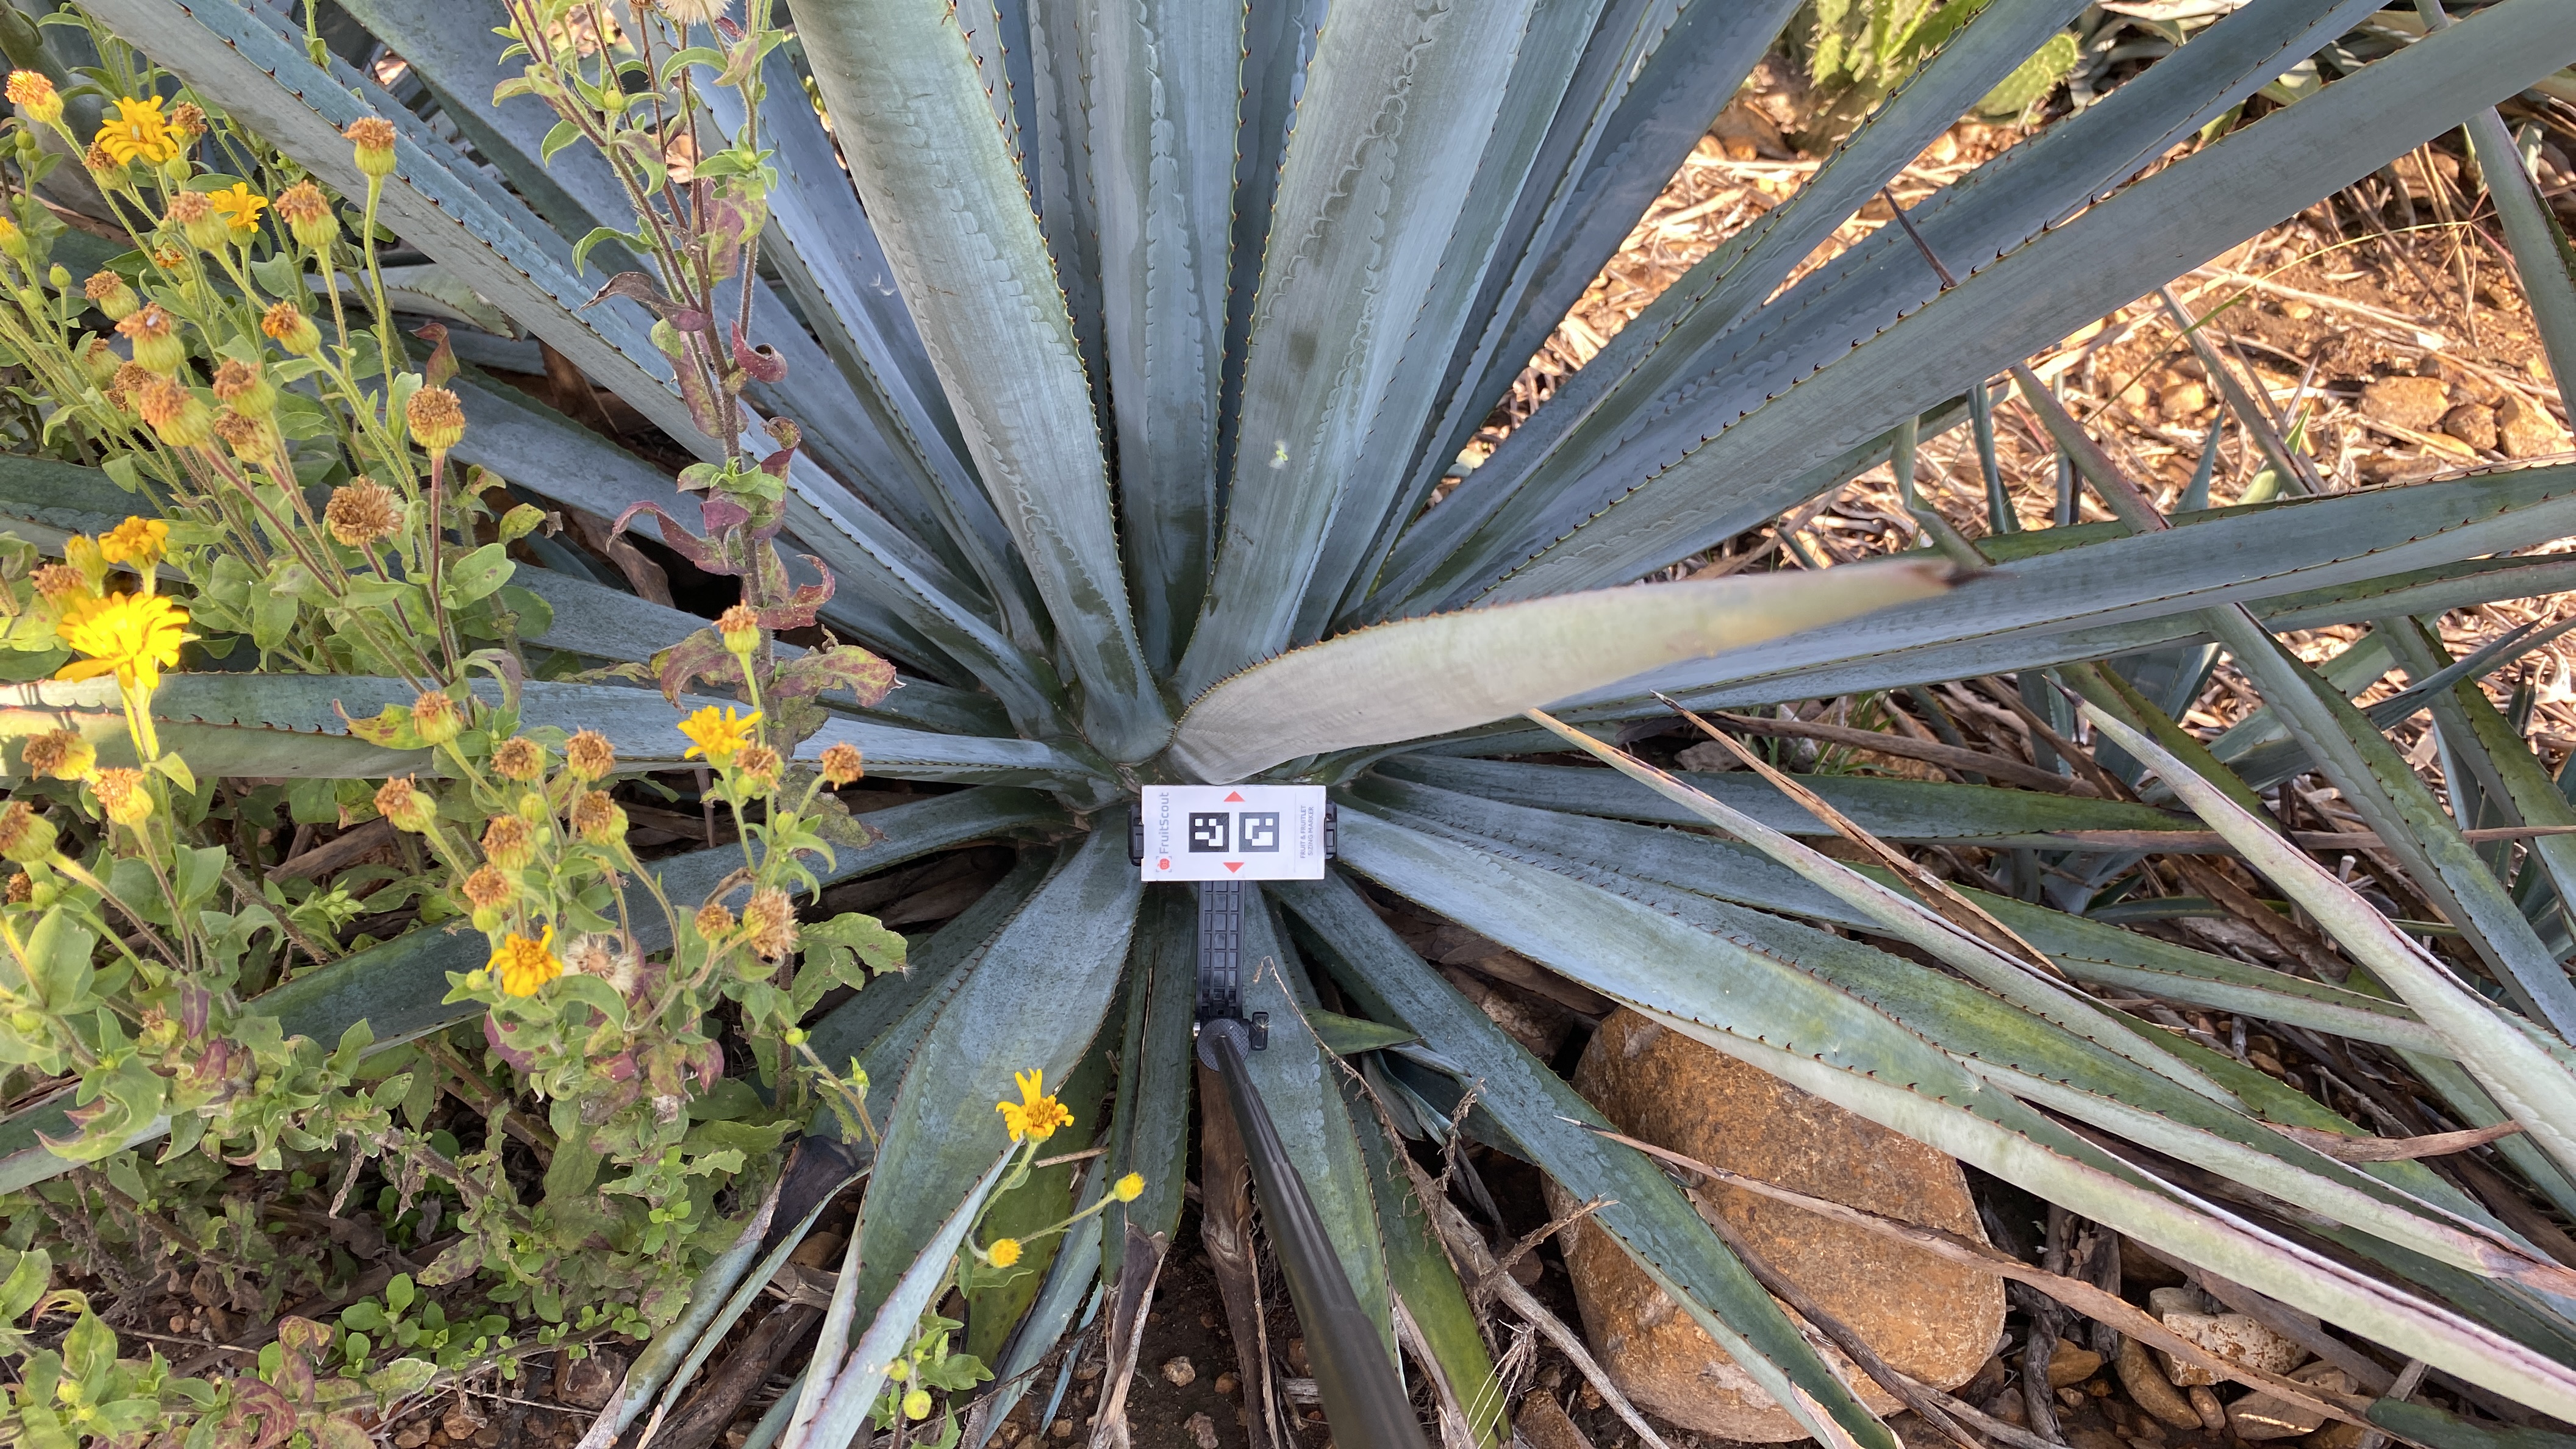 FruitScout
FRUIT & FRUITLET
SIZING MARKER